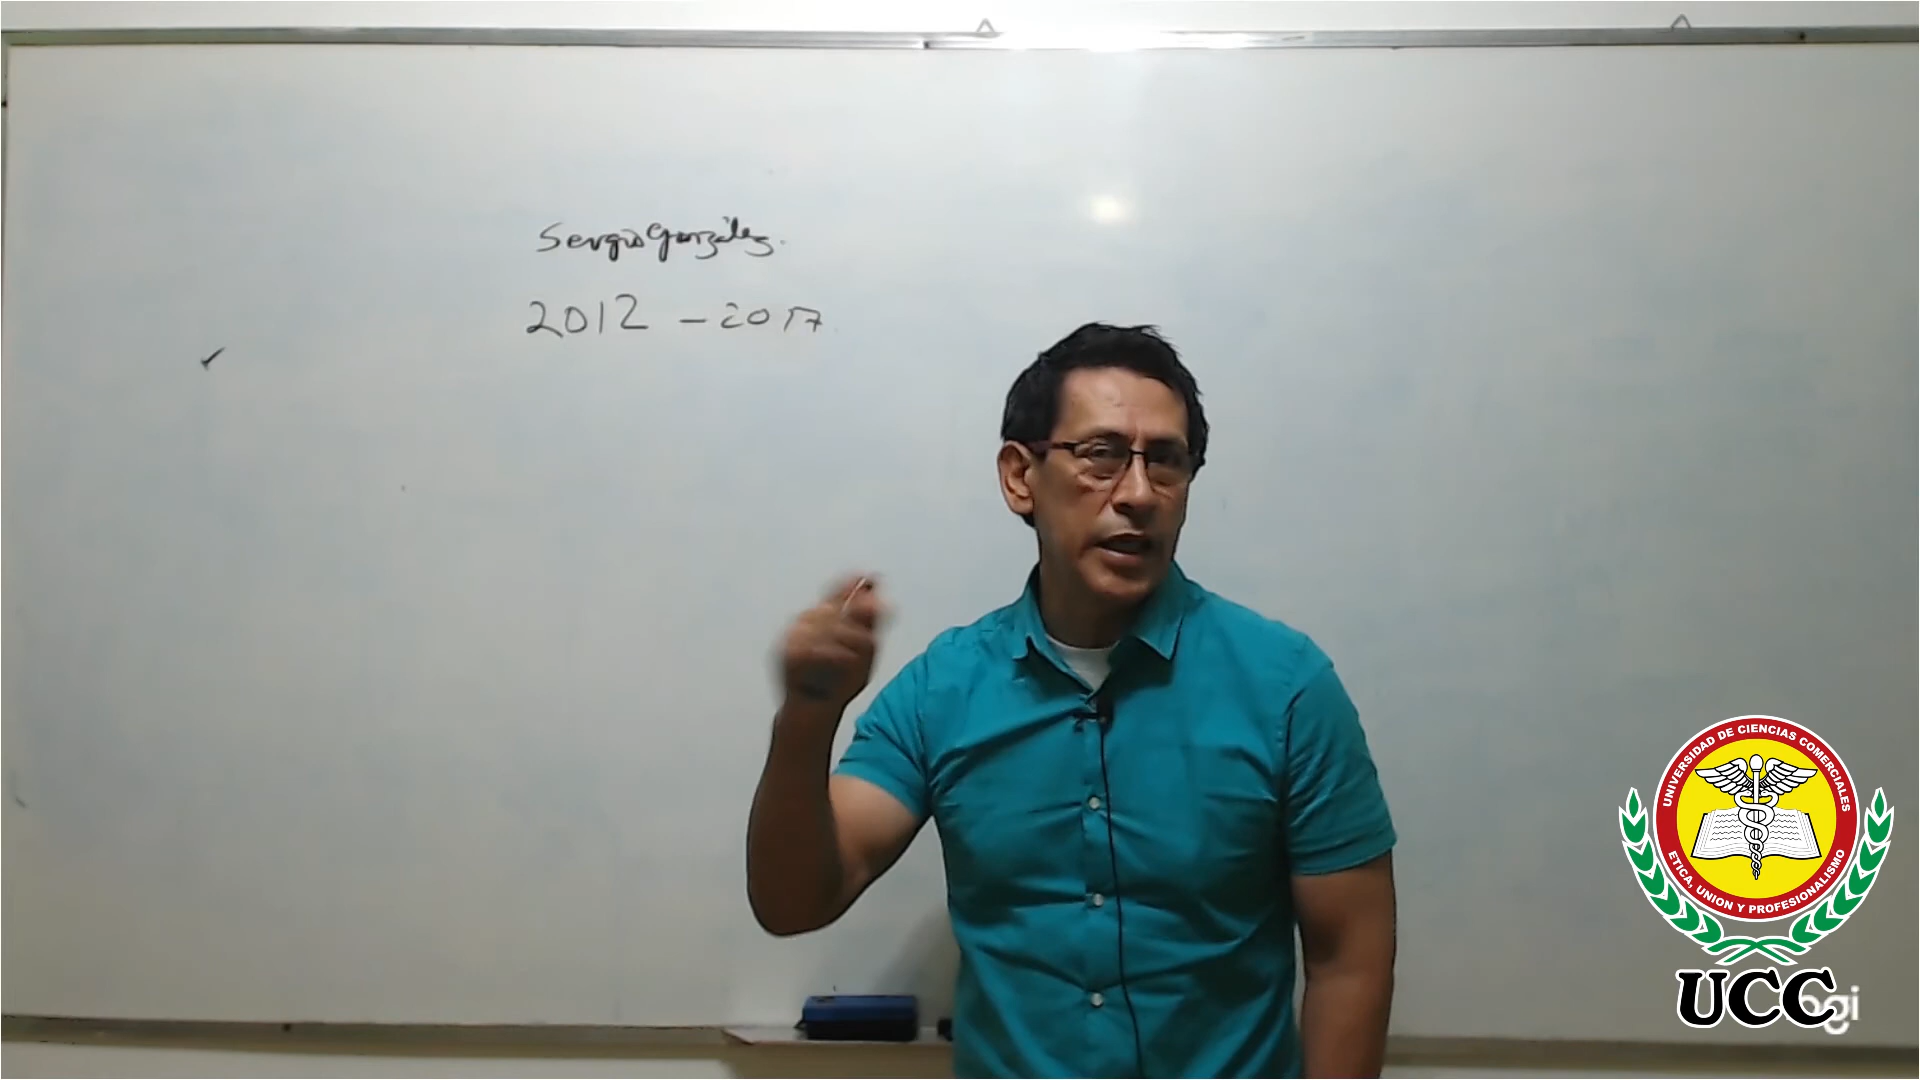 Sergio González.
2012 - 2017
UNIVERSIDAD DE CIENCIAS COMERCIALES
ETICA, UNION Y PROFESIONALISMO
UCC